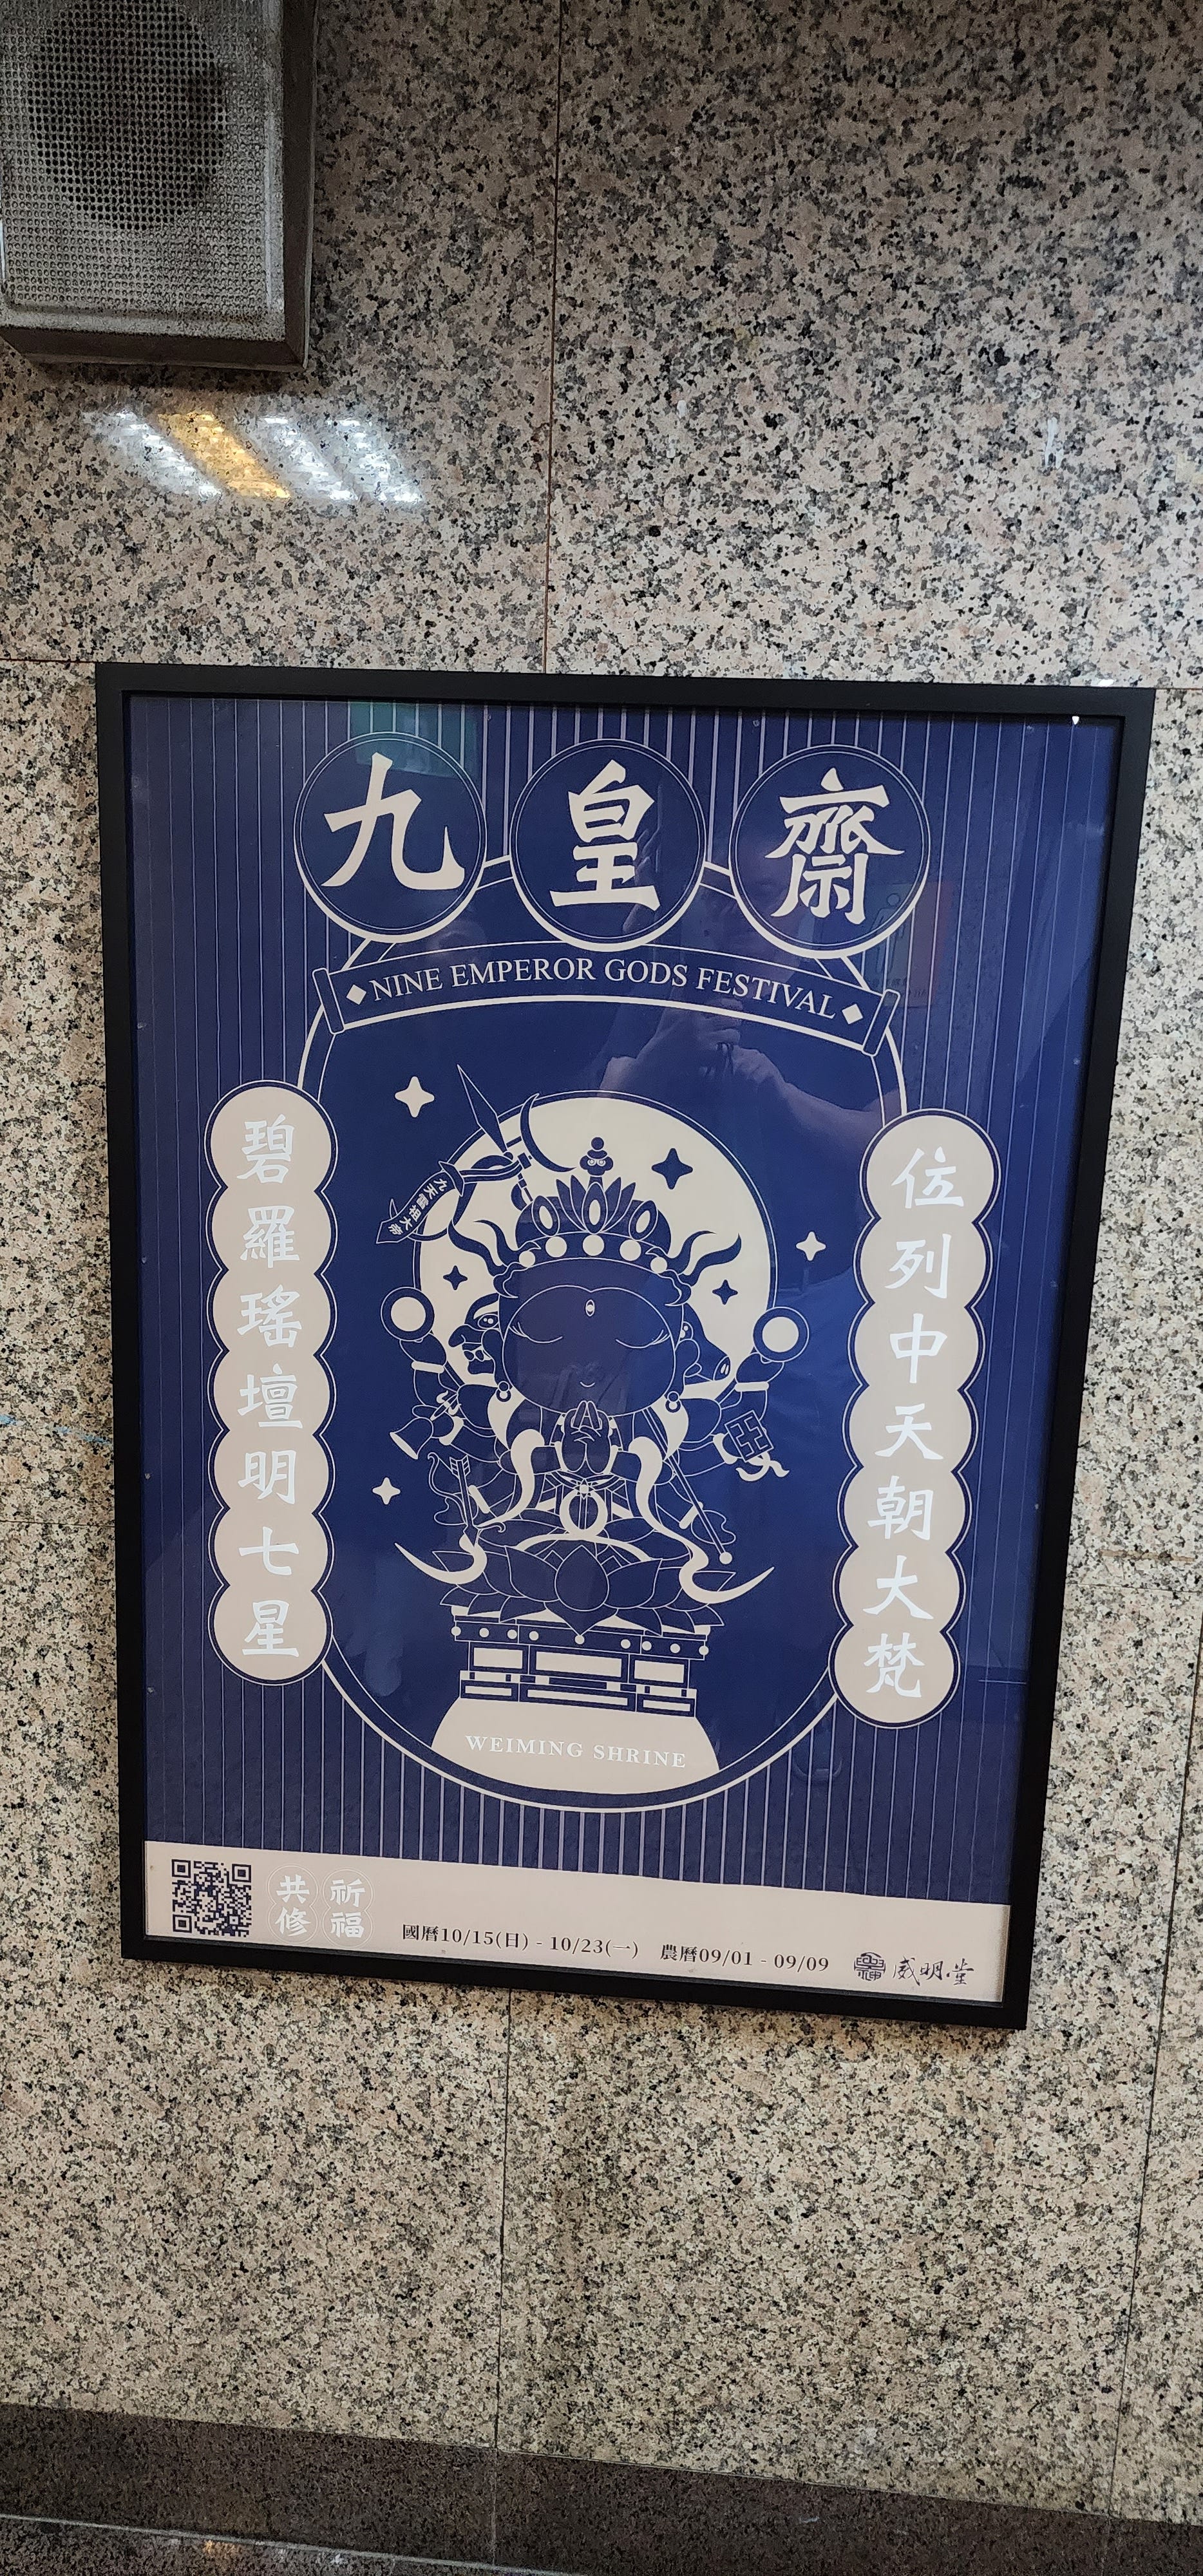 九皇齋
NINE EMPEROR GODS FESTIVAL
位列中天朝大梵
碧羅瑤壇明七星
WEIMING SHRINE
祈福
共修
國曆10/15(日) - 10/23(一) 農曆09/01 - 09/09
威明堂